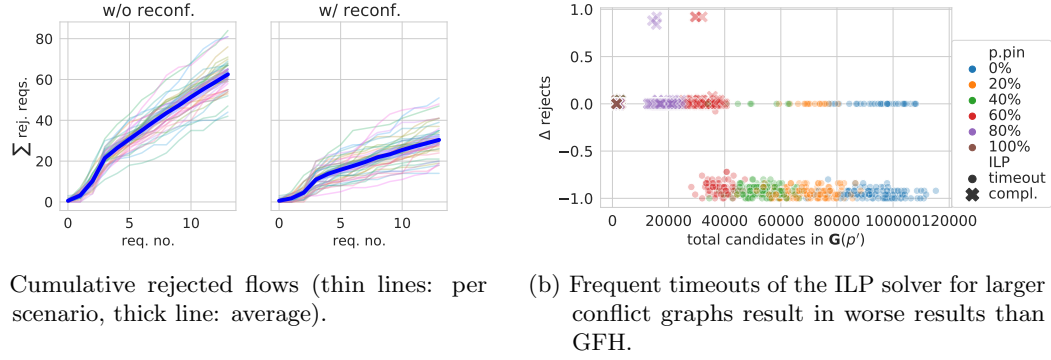 w/o reconf.
w/ reconf.
80
60
40
20
0
∑ rej. reqs.
0
10
0
10
req. no.
req. no.
1.0
0.5
0.0
−0.5
−1.0
Δ rejects
0
20000
40000
60000
80000
100000
120000
total candidates in G(p′)
p.pin
0%
20%
40%
60%
80%
100%
ILP
timeout
compl.
Cumulative rejected flows (thin lines: per
scenario, thick line: average).
(b) Frequent timeouts of the ILP solver for larger
conflict graphs result in worse results than
GFH.